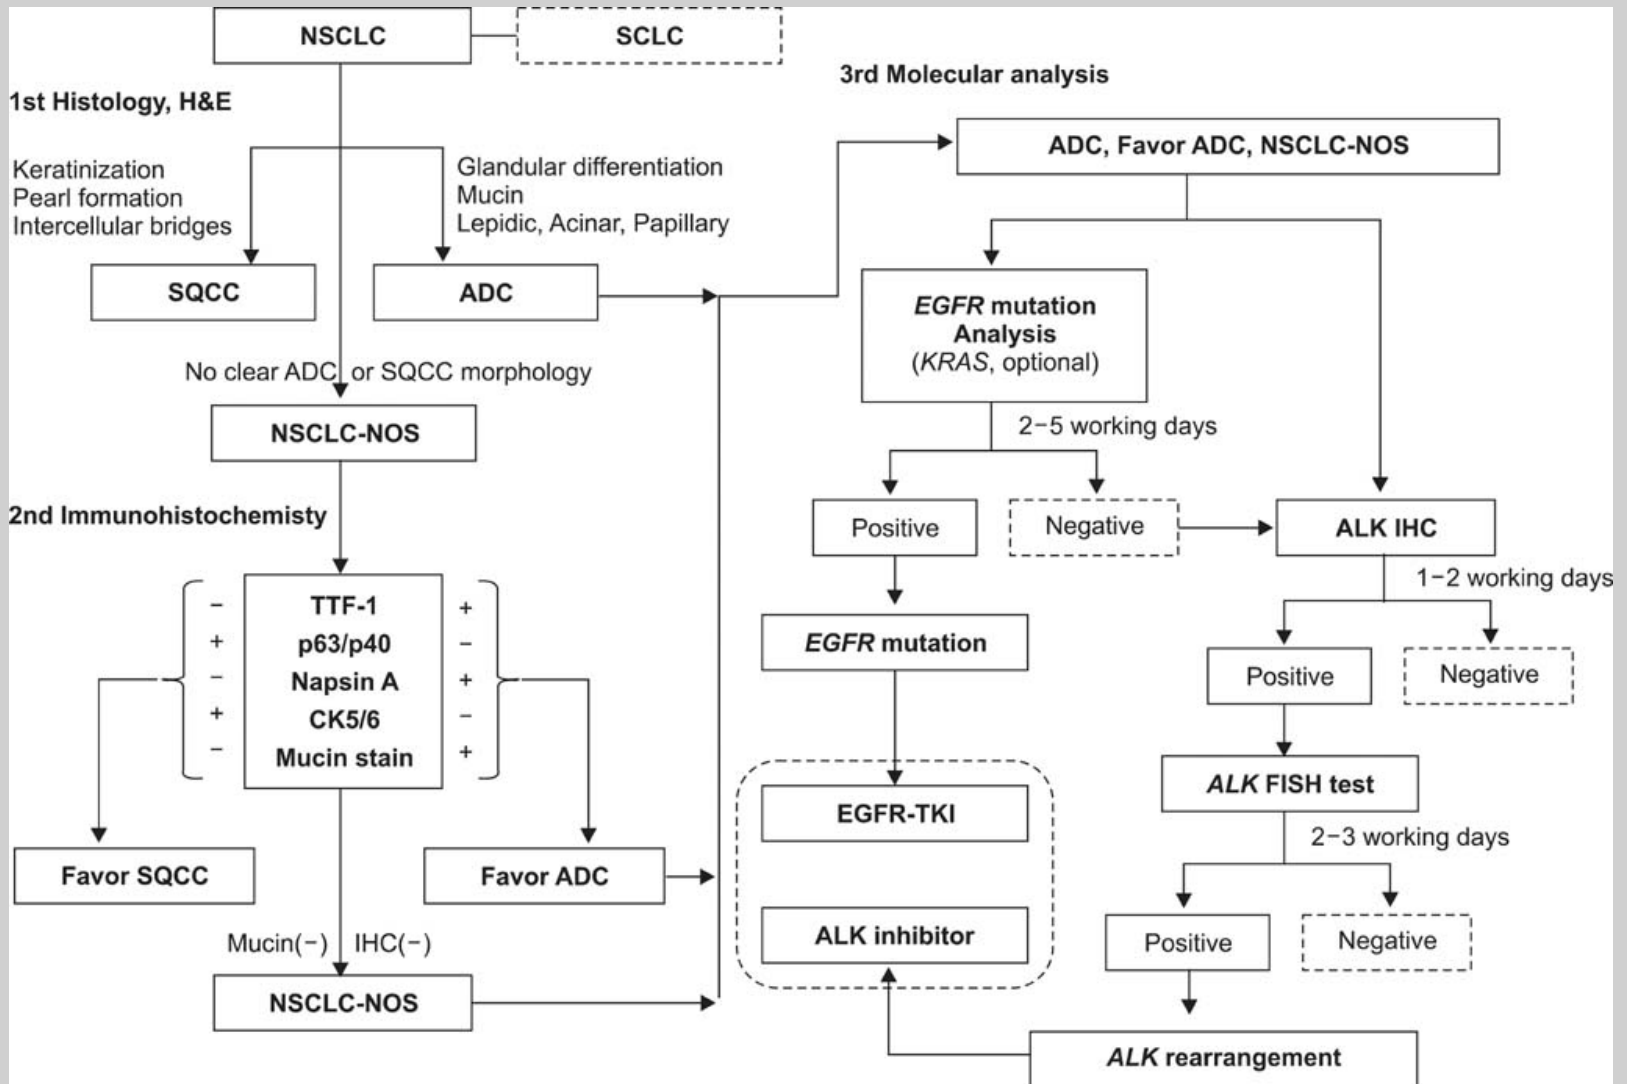 NSCLC
SCLC
1st Histology, H&E
Keratinization
Pearl formation
Intercellular bridges
Glandular differentiation
Mucin
Lepidic, Acinar, Papillary
SQCC
ADC
No clear ADC or SQCC morphology
NSCLC-NOS
2nd Immunohistochemisty
− TTF-1 +
+ p63/p40 −
− Napsin A +
+ CK5/6 −
− Mucin stain +
Favor SQCC
Favor ADC
Mucin(−) IHC(−)
NSCLC-NOS
3rd Molecular analysis
ADC, Favor ADC, NSCLC-NOS
EGFR mutation
Analysis
(KRAS, optional)
2−5 working days
Positive
Negative
ALK IHC
1−2 working days
EGFR mutation
Positive
Negative
ALK FISH test
EGFR-TKI
2−3 working days
ALK inhibitor
Positive
Negative
ALK rearrangement